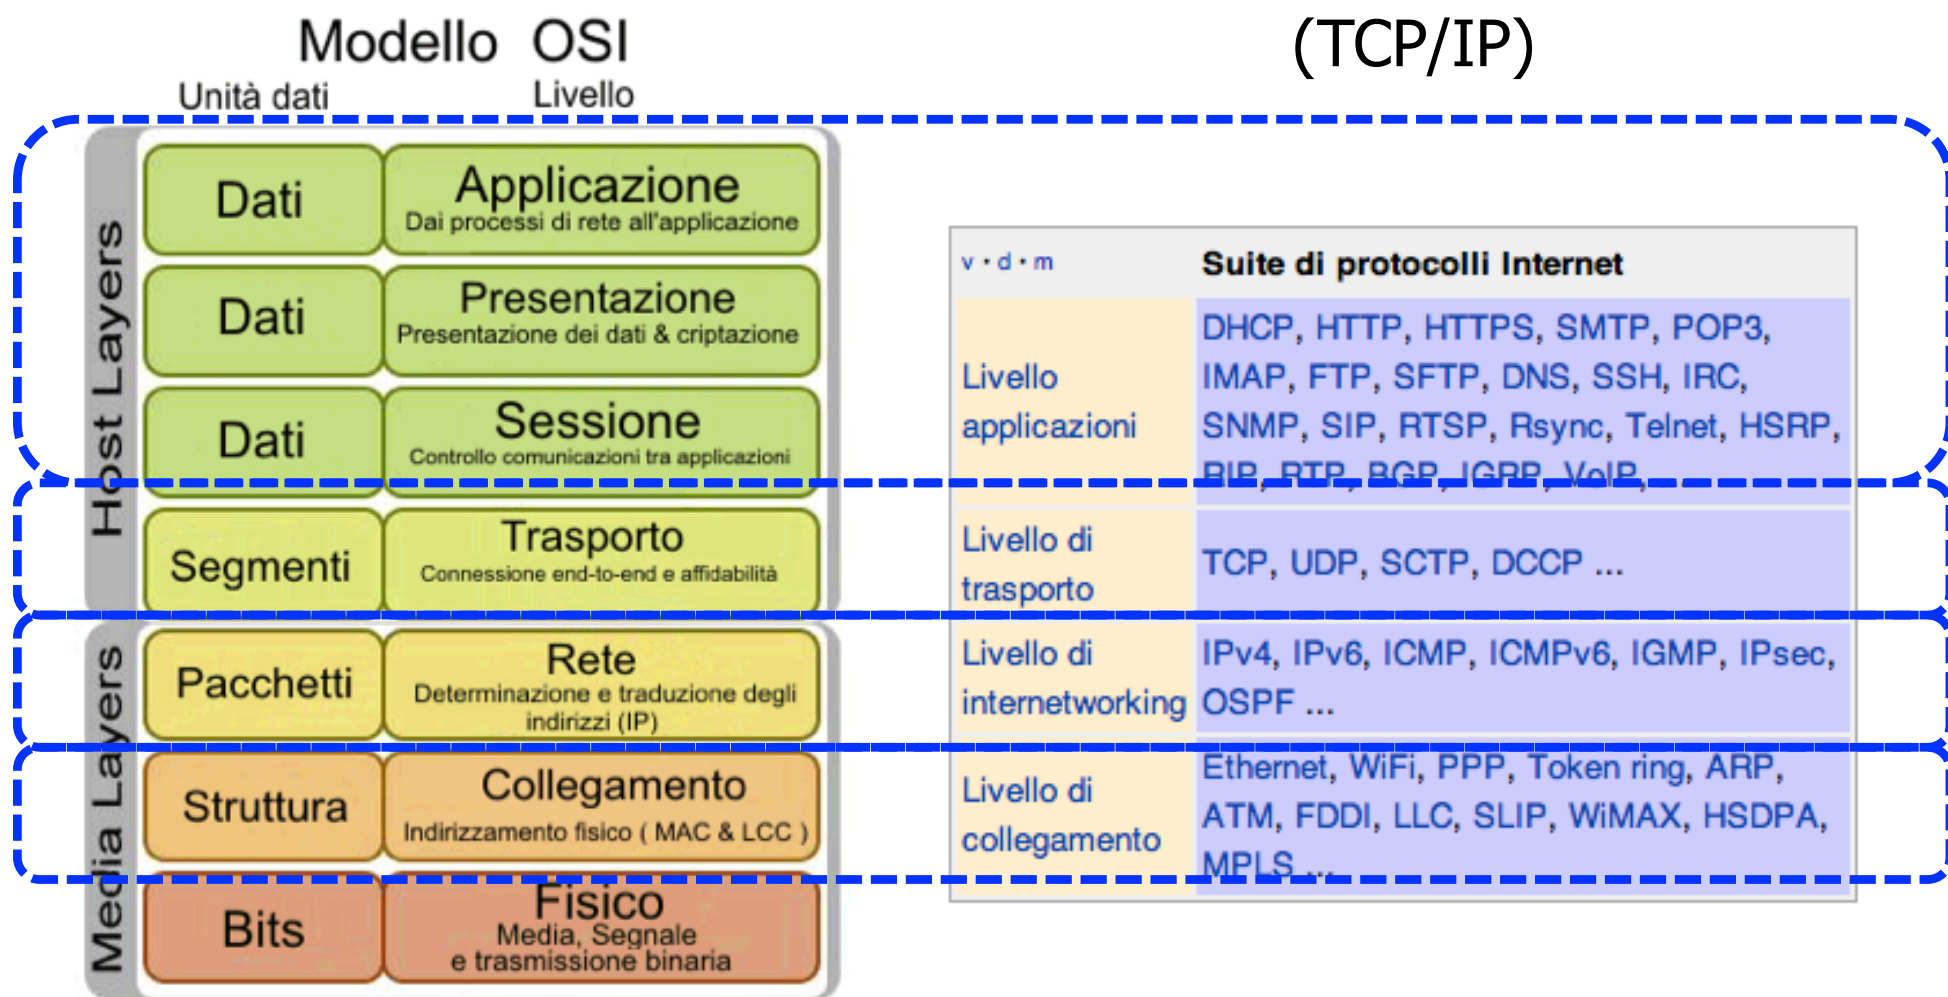 Modello OSI
Unità dati
Livello
Host Layers
Dati
Applicazione
Dai processi di rete all'applicazione
Dati
Presentazione
Presentazione dei dati & criptazione
Dati
Sessione
Controllo comunicazioni tra applicazioni
Segmenti
Trasporto
Connessione end-to-end e affidabilità
Media Layers
Pacchetti
Rete
Determinazione e traduzione degli
indirizzi (IP)
Struttura
Collegamento
Indirizzamento fisico ( MAC & LCC )
Bits
Fisico
Media, Segnale
e trasmissione binaria
(TCP/IP)
v · d · m
Suite di protocolli Internet
Livello
applicazioni
DHCP, HTTP, HTTPS, SMTP, POP3,
IMAP, FTP, SFTP, DNS, SSH, IRC,
SNMP, SIP, RTSP, Rsync, Telnet, HSRP,
RIP, RTP, BGP, IGRP, VoIP, ...
Livello di
trasporto
TCP, UDP, SCTP, DCCP ...
Livello di
internetworking
IPv4, IPv6, ICMP, ICMPv6, IGMP, IPsec,
OSPF ...
Livello di
collegamento
Ethernet, WiFi, PPP, Token ring, ARP,
ATM, FDDI, LLC, SLIP, WiMAX, HSDPA,
MPLS ...